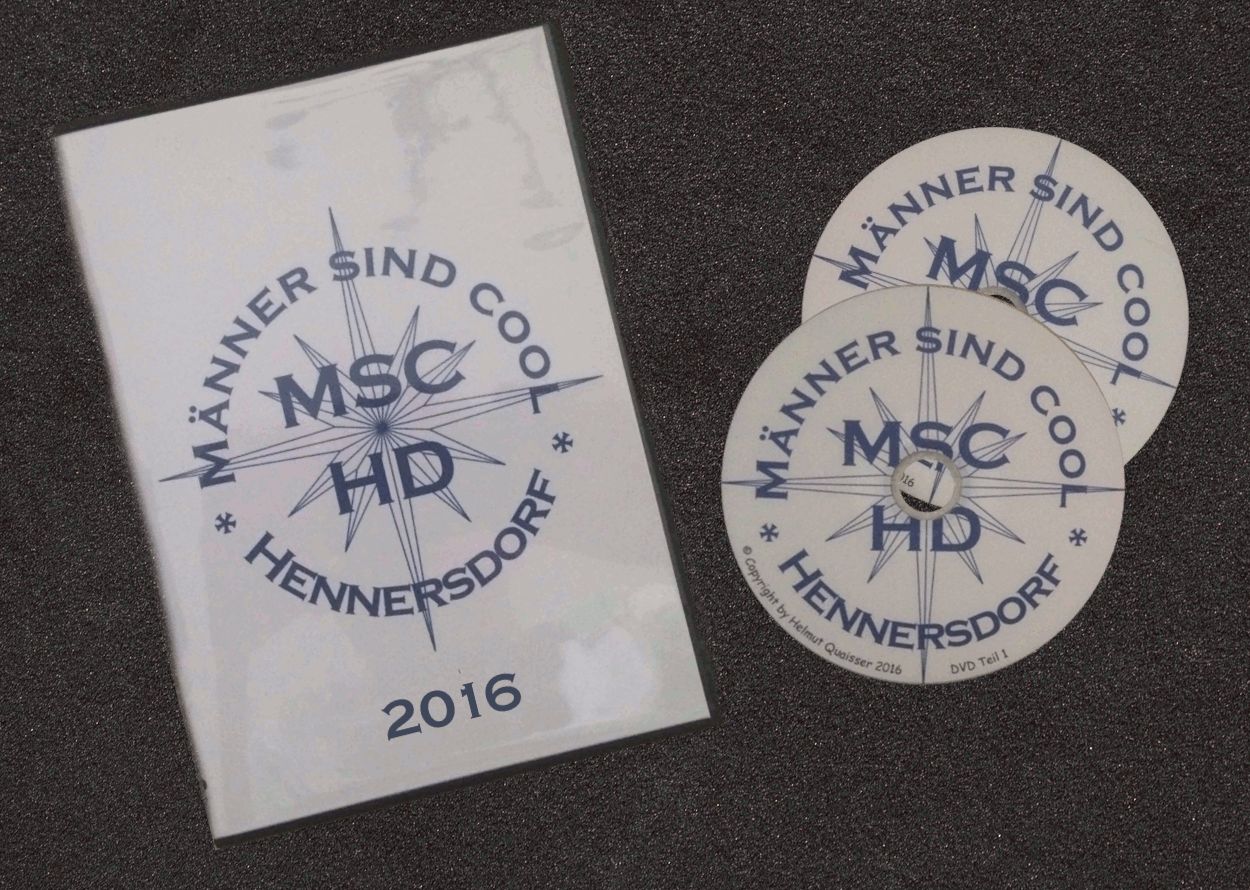 MÄNNER SIND COOL
MSC
HD
* HENNERSDORF *
2016
MÄNNER SIND COOL *
MSC
MÄNNER SIND COOL
MSC
016
HD
* HENNERSDORF *
© Copyright by Helmut Quaisser 2016
DVD Teil 1